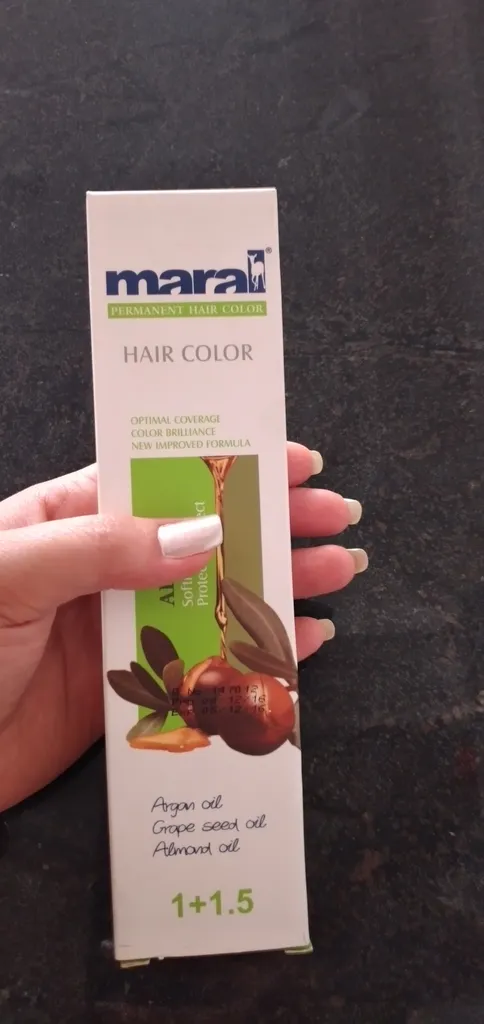 maral®
PERMANENT HAIR COLOR
HAIR COLOR
OPTIMAL COVERAGE
COLOR BRILLIANCE
NEW IMPROVED FORMULA
Argan oil
Grape seed oil
Almond oil
1+1.5